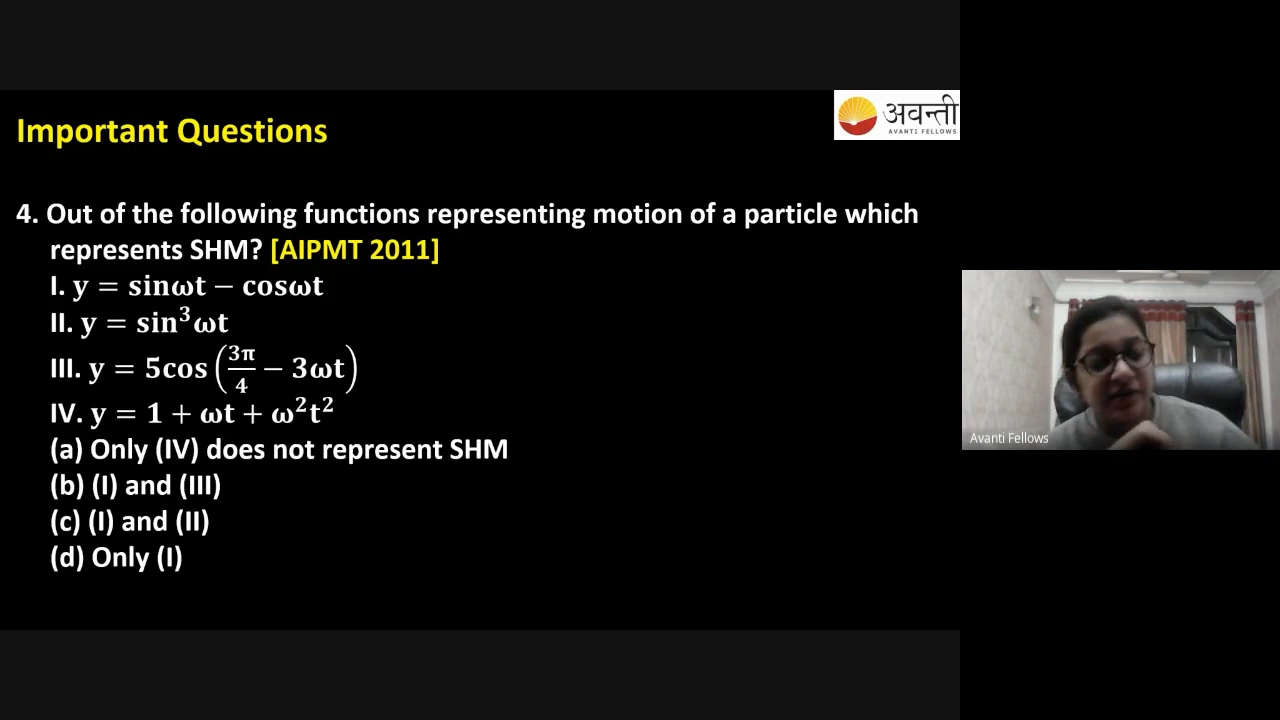 Important Questions
अवन्ती
AVANTI FELLOWS
4. Out of the following functions representing motion of a particle which
represents SHM? [AIPMT 2011]
I. y = sinωt − cosωt
II. y = sin³ωt
III. y = 5cos(3π/4 − 3ωt)
IV. y = 1 + ωt + ω²t²
(a) Only (IV) does not represent SHM
(b) (I) and (III)
(c) (I) and (II)
(d) Only (I)
Avanti Fellows